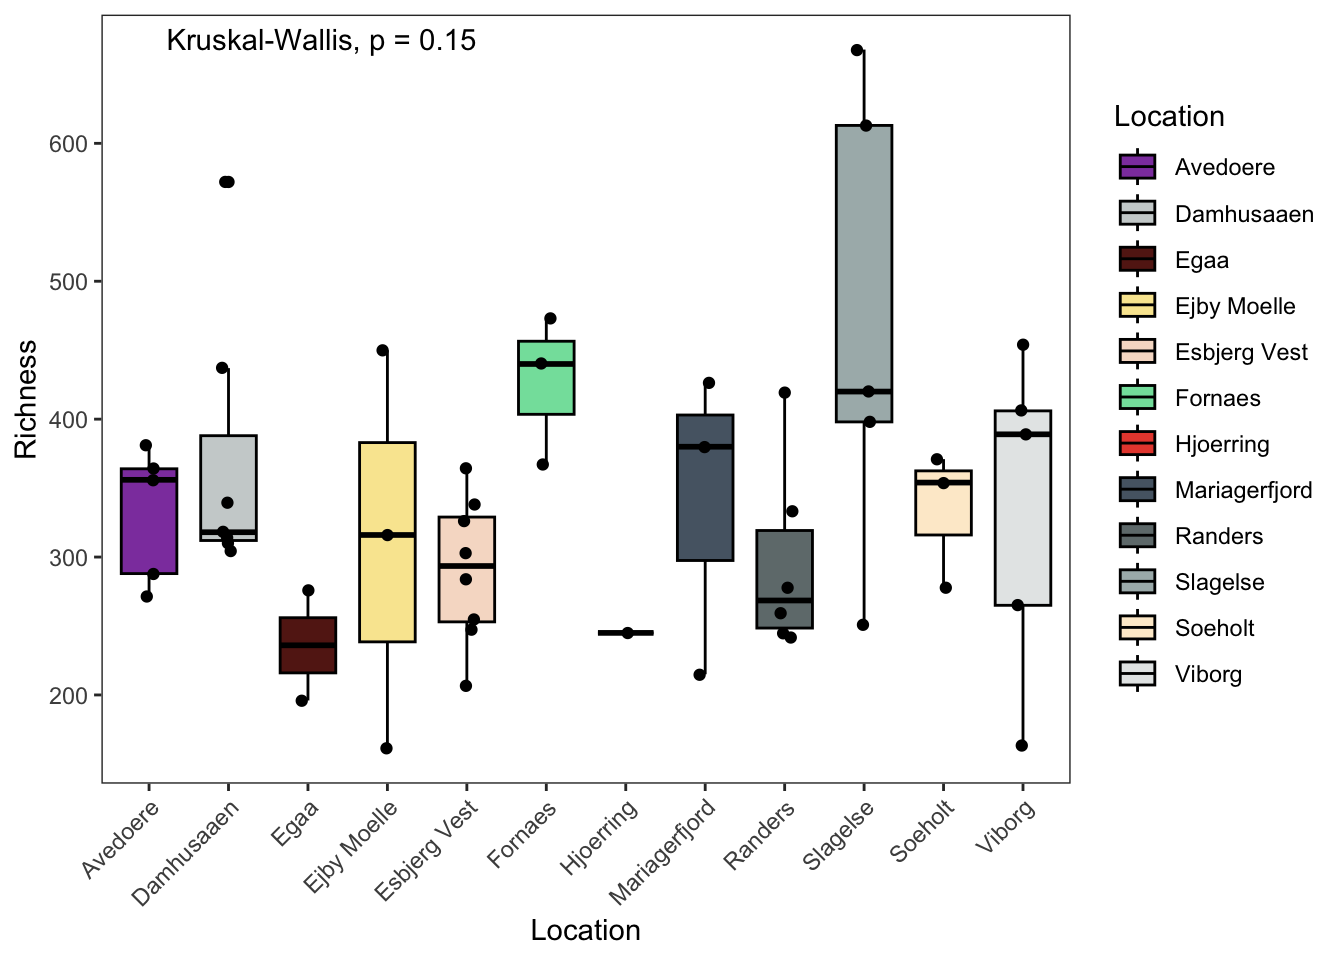 Kruskal-Wallis, p = 0.15
Richness
600
500
400
300
200
Avedoere
Damhusaaen
Egaa
Ejby Moelle
Esbjerg Vest
Fornaes
Hjoerring
Mariagerfjord
Randers
Slagelse
Soeholt
Viborg
Location
Location
Avedoere
Damhusaaen
Egaa
Ejby Moelle
Esbjerg Vest
Fornaes
Hjoerring
Mariagerfjord
Randers
Slagelse
Soeholt
Viborg